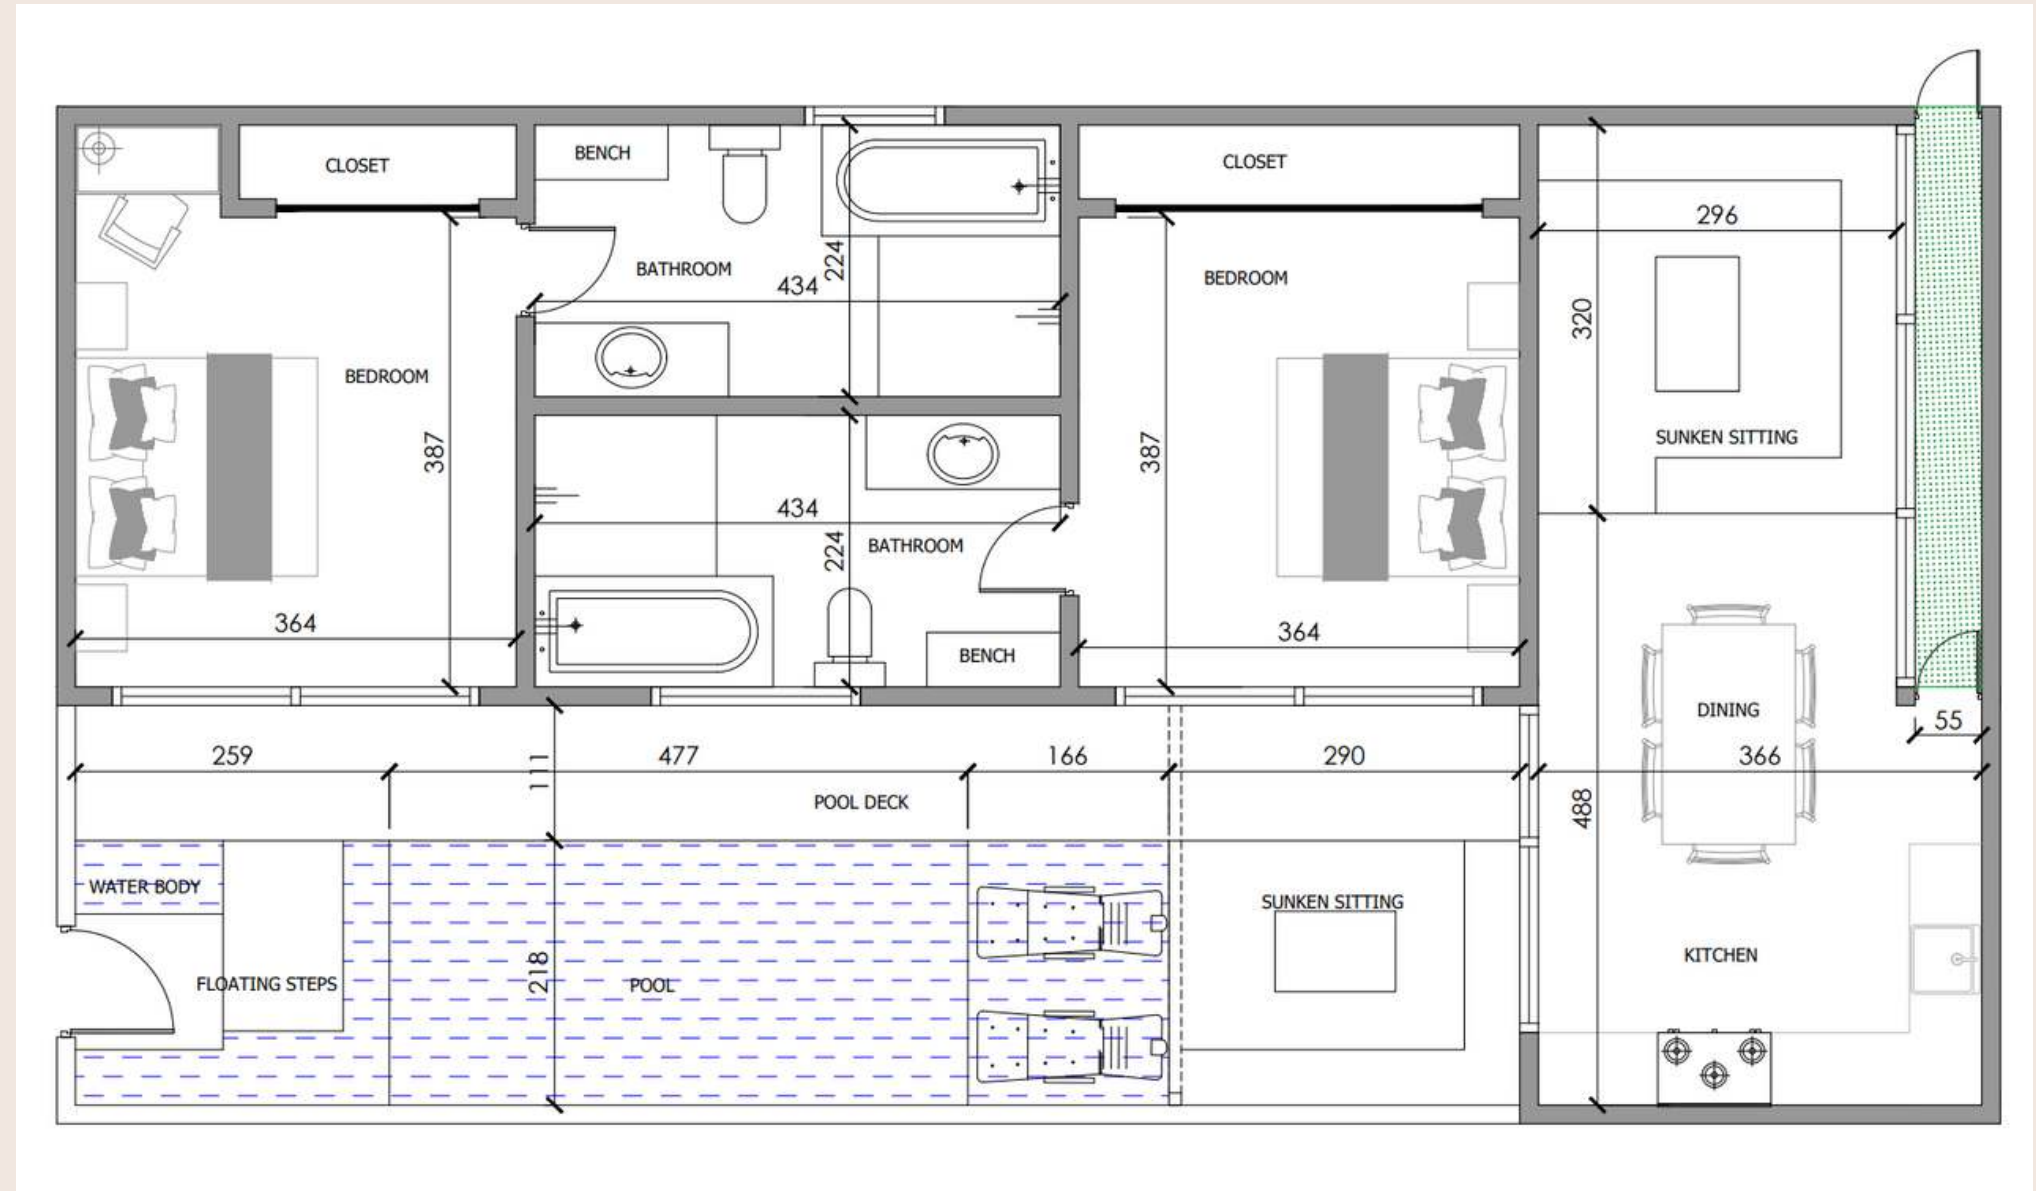 CLOSET
BENCH
CLOSET
296
BATHROOM
224
434
BEDROOM
320
BEDROOM
387
387
SUNKEN SITTING
434
224
BATHROOM
364
364
BENCH
DINING
55
259
111
477
166
290
366
POOL DECK
488
WATER BODY
SUNKEN SITTING
KITCHEN
FLOATING STEPS
218
POOL